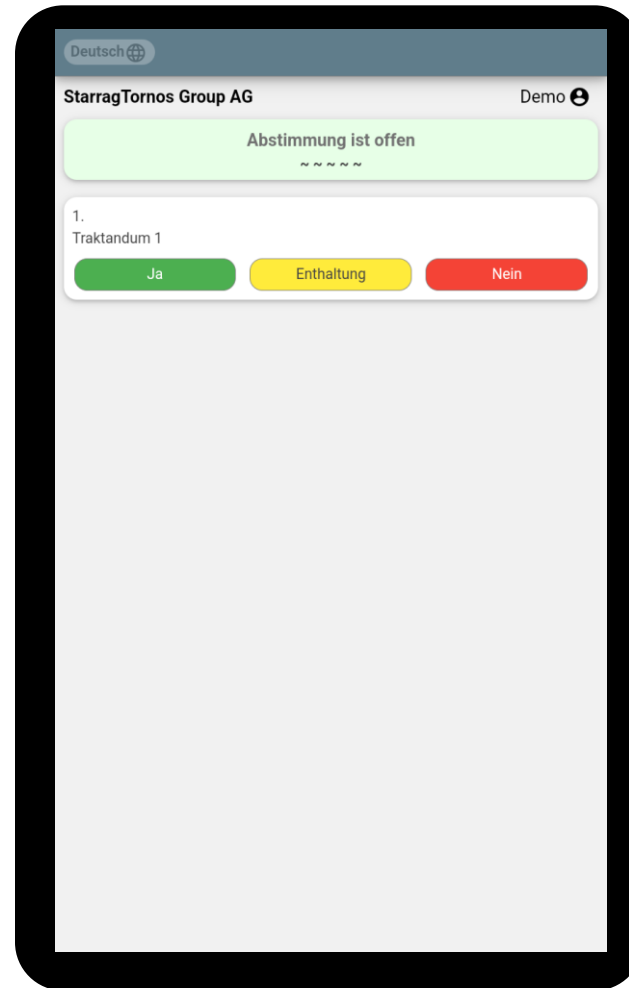 Deutsch
StarragTornos Group AG Demo
Abstimmung ist offen
~ ~ ~ ~ ~
1.
Traktandum 1
Ja Enthaltung Nein